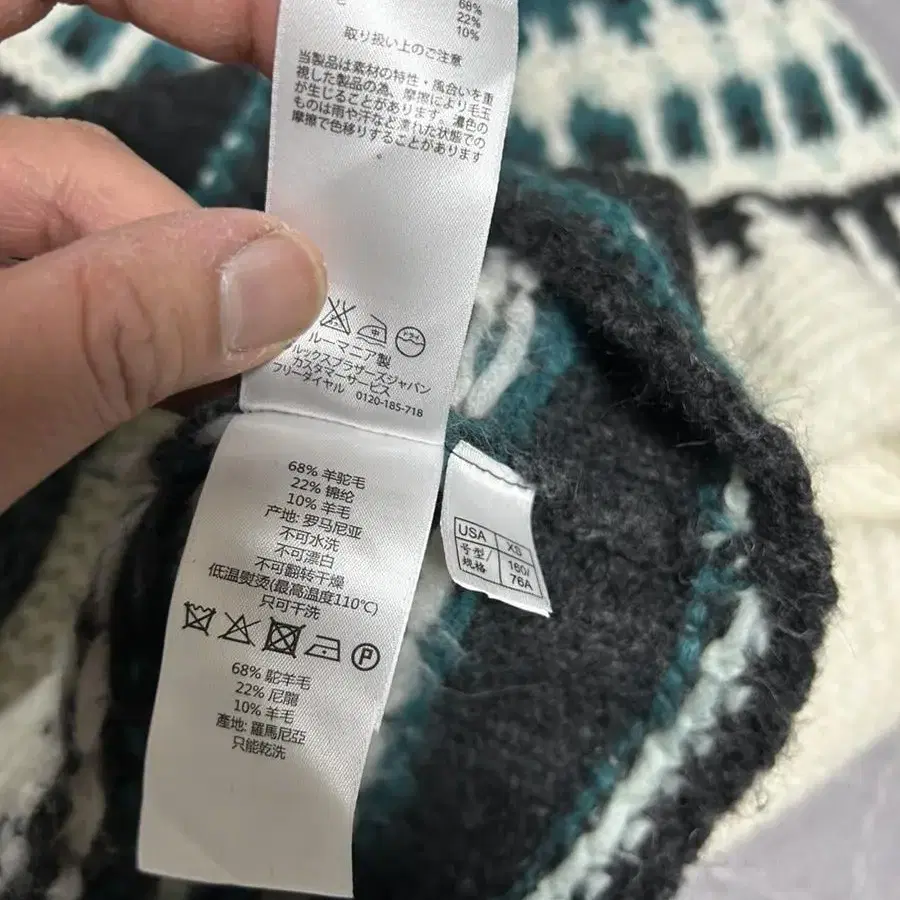 68%
22%
10%
取り扱い上のご注意
当製品は素材の特性・風合いを重
視した製品の為、摩擦により毛玉
が生じることがあります。濃色の
ものは雨や汗など濡れた状態での
摩擦で色移りすることがあります
。
ドライ
ルーマニア製
ブルックスブラザーズジャパン
カスタマーサービス
フリーダイヤル 0120-185-718
68% 羊驼毛
22% 锦纶
10% 羊毛
产地: 罗马尼亚
不可水洗
不可漂白
不可翻转干燥
低温熨烫(最高温度110℃)
只可干洗
P
68% 駝羊毛
22% 尼龍
10% 羊毛
產地: 羅馬尼亞
只能乾洗
USA XS
号型/ 160/
規格 76A